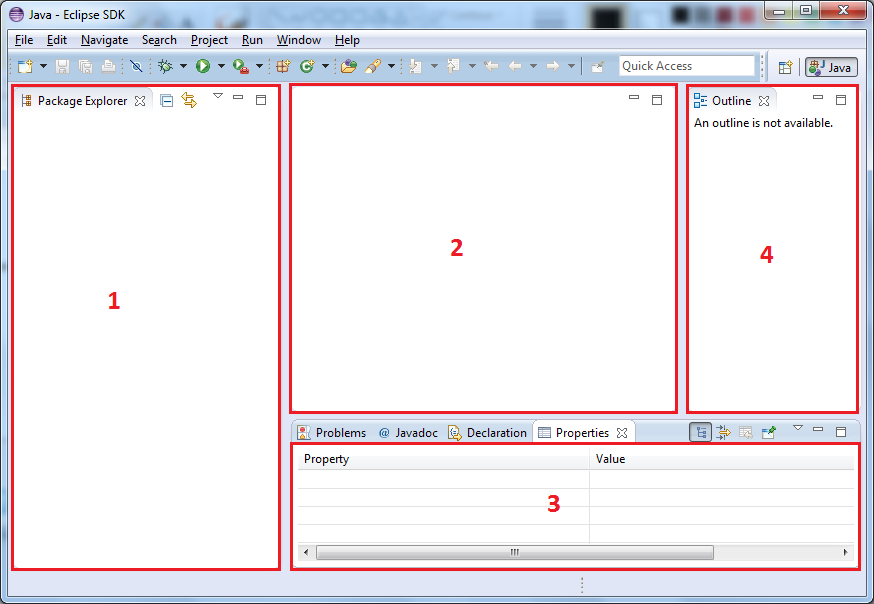 Java - Eclipse SDK
File Edit Navigate Search Project Run Window Help
Quick Access
Java
Package Explorer
Outline
An outline is not available.
1
2
4
Problems @ Javadoc Declaration Properties
Property Value
3